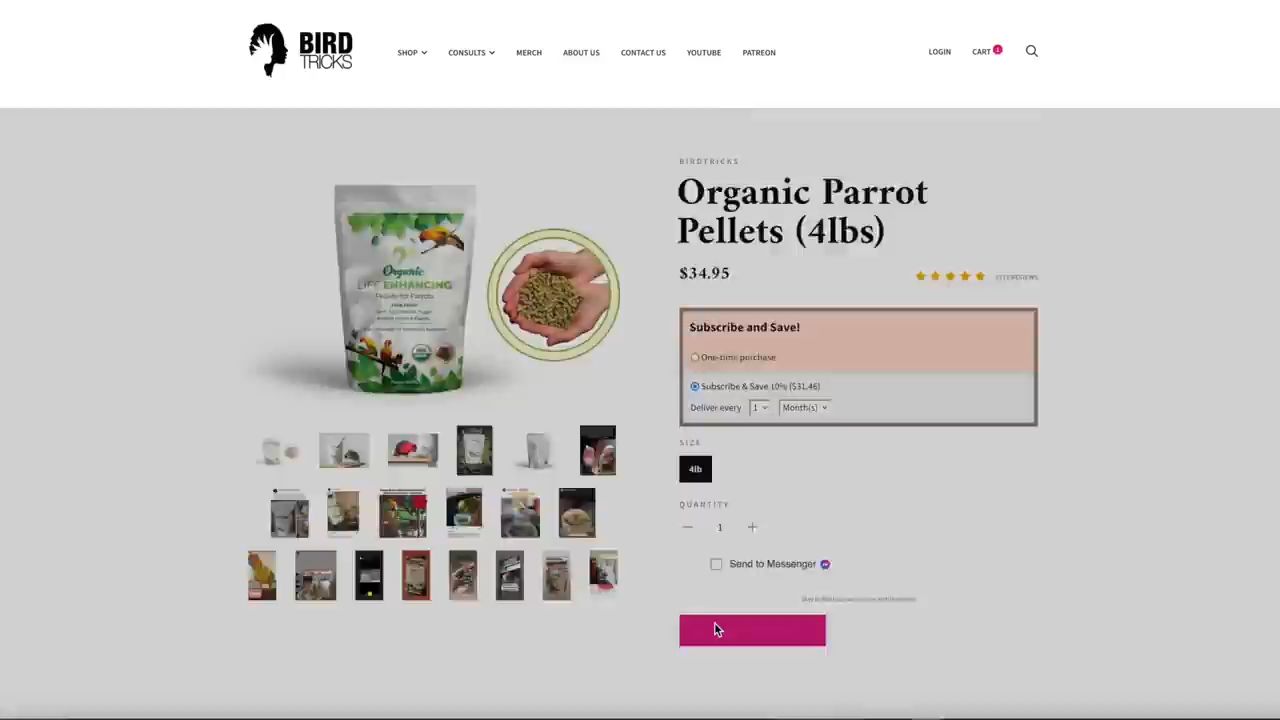 BIRD
TRICKS
SHOP CONSULTS MERCH ABOUT US CONTACT US YOUTUBE PATREON
LOGIN CART 1
BIRDTRICKS
Organic Parrot
Pellets (4lbs)
$34.95
REVIEWS
Organic
LIFE ENHANCING
Pellets for Parrots
Subscribe and Save!
One-time purchase
Subscribe & Save 10% ($31.46)
Deliver every 1 Month(s)
SIZE
4lb
QUANTITY
1
Send to Messenger